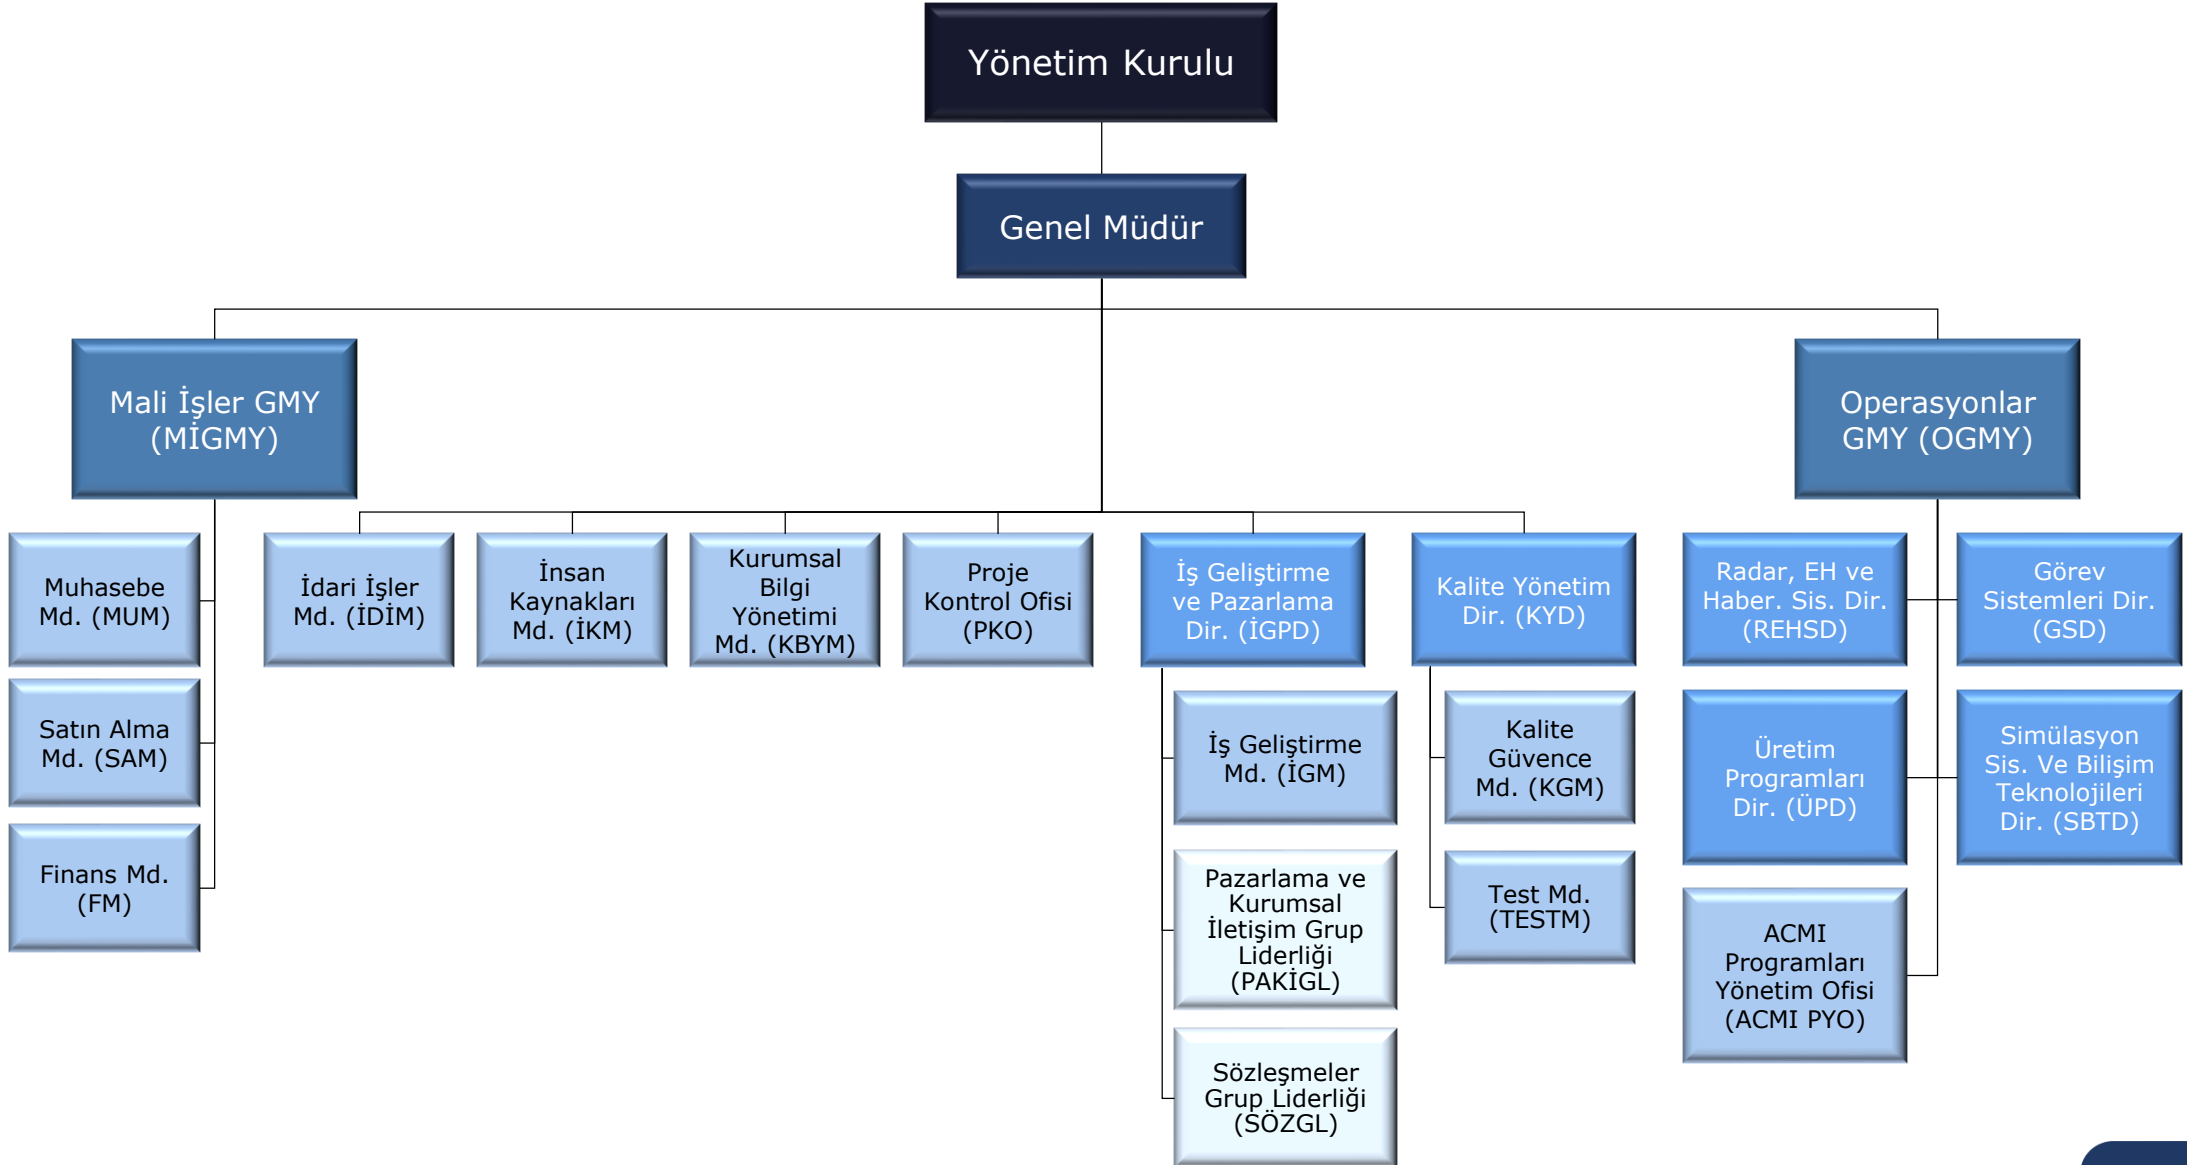 Yönetim Kurulu
Genel Müdür
Mali İşler GMY
(MİGMY)
Operasyonlar
GMY (OGMY)
Muhasebe
Md. (MUM)
Satın Alma
Md. (SAM)
Finans Md.
(FM)
İdari İşler
Md. (İDİM)
İnsan
Kaynakları
Md. (İKM)
Kurumsal
Bilgi
Yönetimi
Md. (KBYM)
Proje
Kontrol Ofisi
(PKO)
İş Geliştirme
ve Pazarlama
Dir. (İGPD)
İş Geliştirme
Md. (İGM)
Pazarlama ve
Kurumsal
İletişim Grup
Liderliği
(PAKİGL)
Sözleşmeler
Grup Liderliği
(SÖZGL)
Kalite Yönetim
Dir. (KYD)
Kalite
Güvence
Md. (KGM)
Test Md.
(TESTM)
Radar, EH ve
Haber. Sis. Dir.
(REHSD)
Görev
Sistemleri Dir.
(GSD)
Üretim
Programları
Dir. (ÜPD)
Simülasyon
Sis. Ve Bilişim
Teknolojileri
Dir. (SBTD)
ACMI
Programları
Yönetim Ofisi
(ACMI PYO)